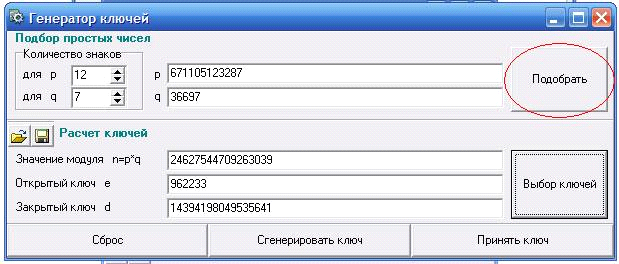 Генератор ключей
Подбор простых чисел
Количество знаков
для p 12 p 671105123287
для q 7 q 36697
Подобрать
Расчет ключей
Значение модуля n=p*q 24627544709263039
Открытый ключ e 962233
Закрытый ключ d 14394198049535641
Выбор ключей
Сброс Сгенерировать ключ Принять ключ